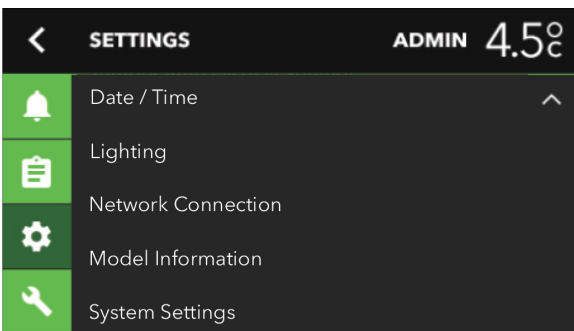 SETTINGS ADMIN 4.5°C
Date / Time
Lighting
Network Connection
Model Information
System Settings